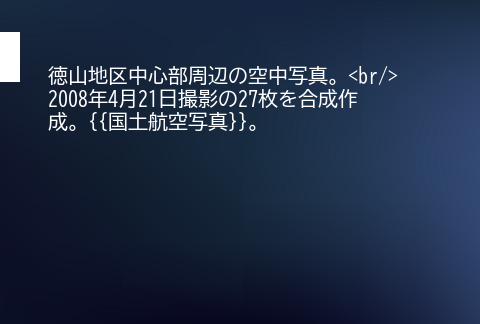 徳山地区中心部周辺の空中写真。<br/>
2008年4月21日撮影の27枚を合成作
成。{{国土航空写真}}。